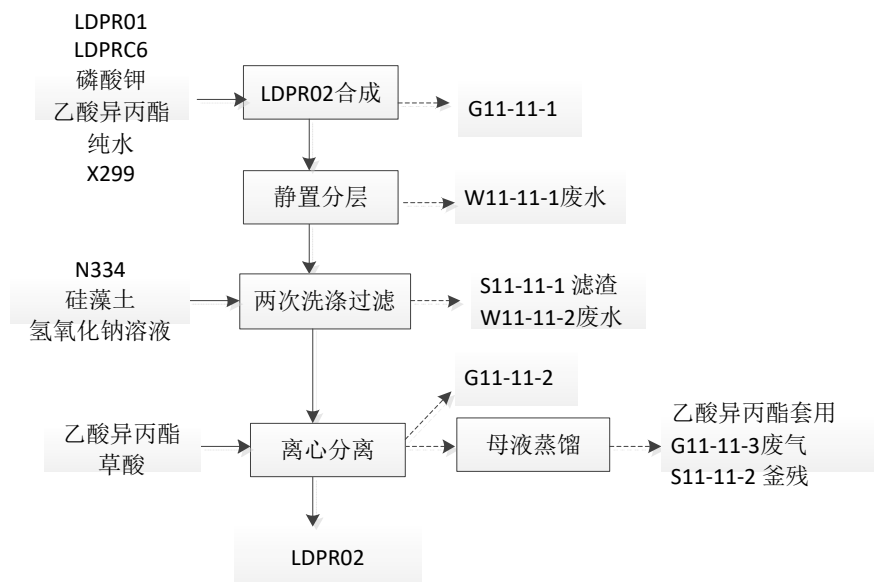 LDPR01
LDPRC6
磷酸钾
乙酸异丙酯
纯水
X299
LDPR02合成
G11-11-1
静置分层
W11-11-1废水
N334
硅藻土
氢氧化钠溶液
两次洗涤过滤
S11-11-1 滤渣
W11-11-2废水
G11-11-2
乙酸异丙酯
草酸
离心分离
母液蒸馏
乙酸异丙酯套用
G11-11-3废气
S11-11-2 釜残
LDPR02